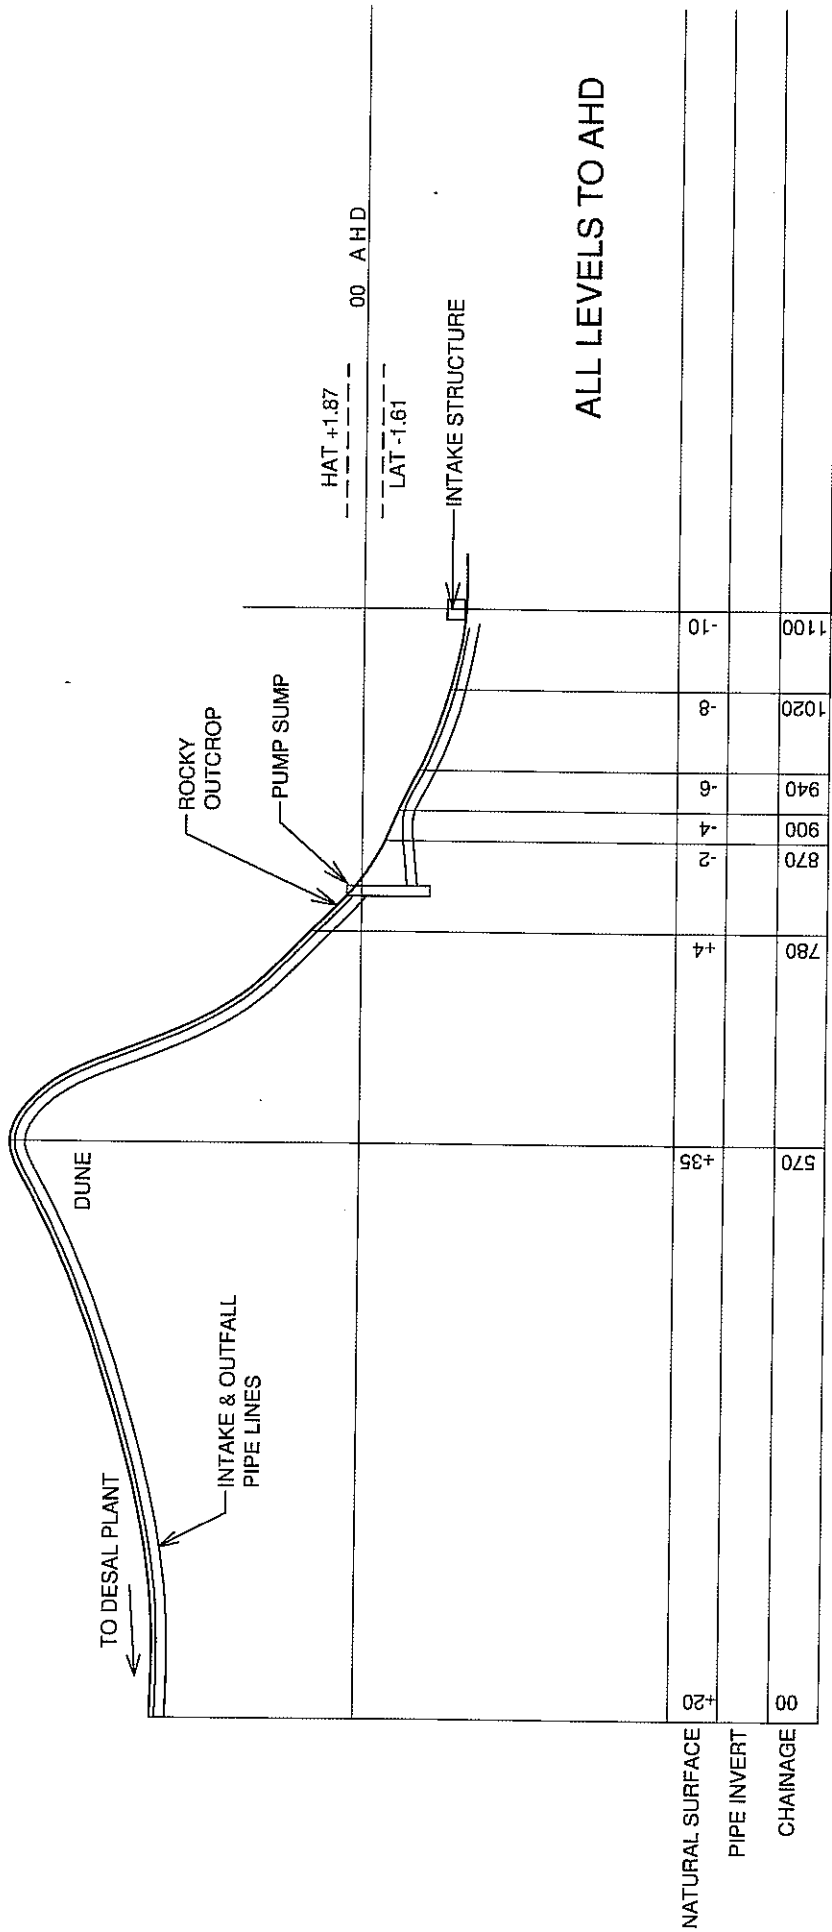 TO DESAL PLANT
INTAKE & OUTFALL
PIPE LINES
DUNE
ROCKY
OUTCROP
PUMP SUMP
HAT +1.87
00 AHD
LAT -1.61
INTAKE STRUCTURE
ALL LEVELS TO AHD
NATURAL SURFACE +20 +35 +4 -2 -4 -6 -8 -10
PIPE INVERT
CHAINAGE 00 570 780 870 900 940 1020 1100